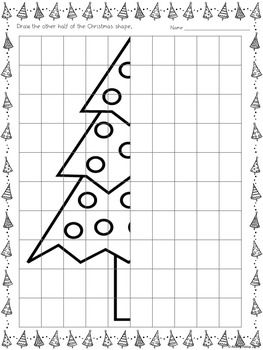 Draw the other half of the Christmas shape.
Name